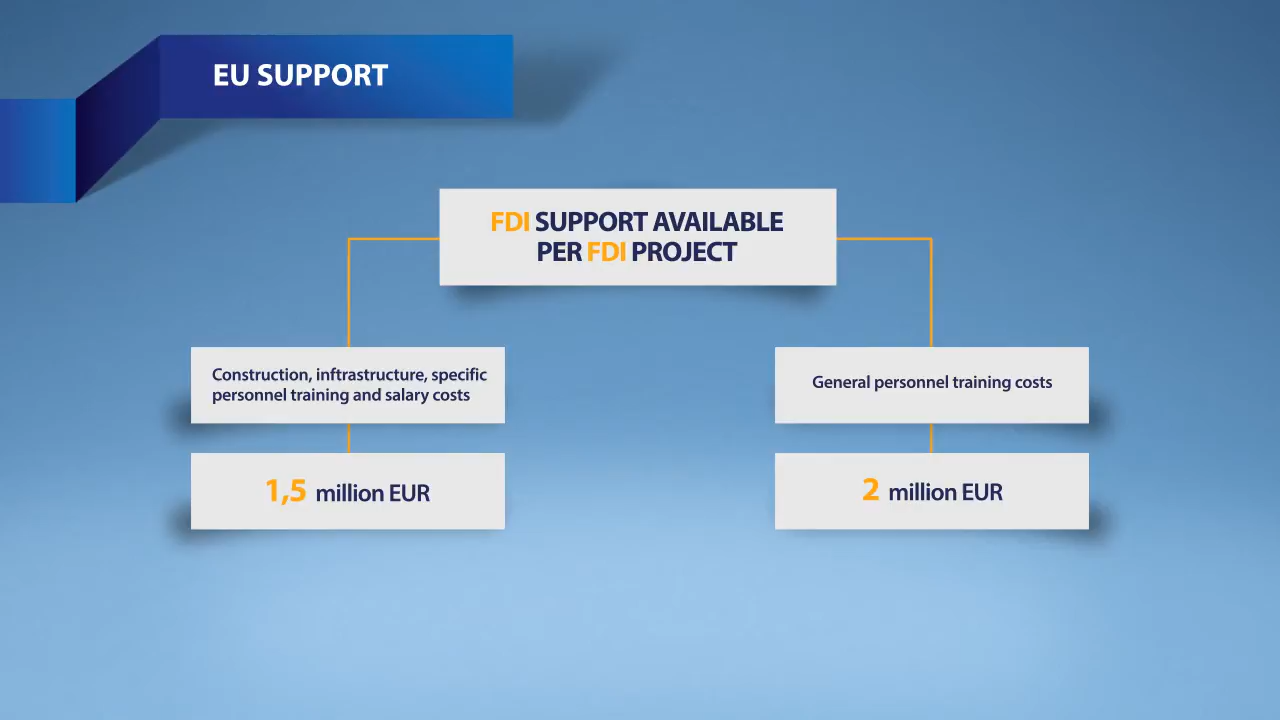 EU SUPPORT
FDI SUPPORT AVAILABLE
PER FDI PROJECT
Construction, inftrastructure, specific
personnel training and salary costs
General personnel training costs
1,5 million EUR
2 million EUR